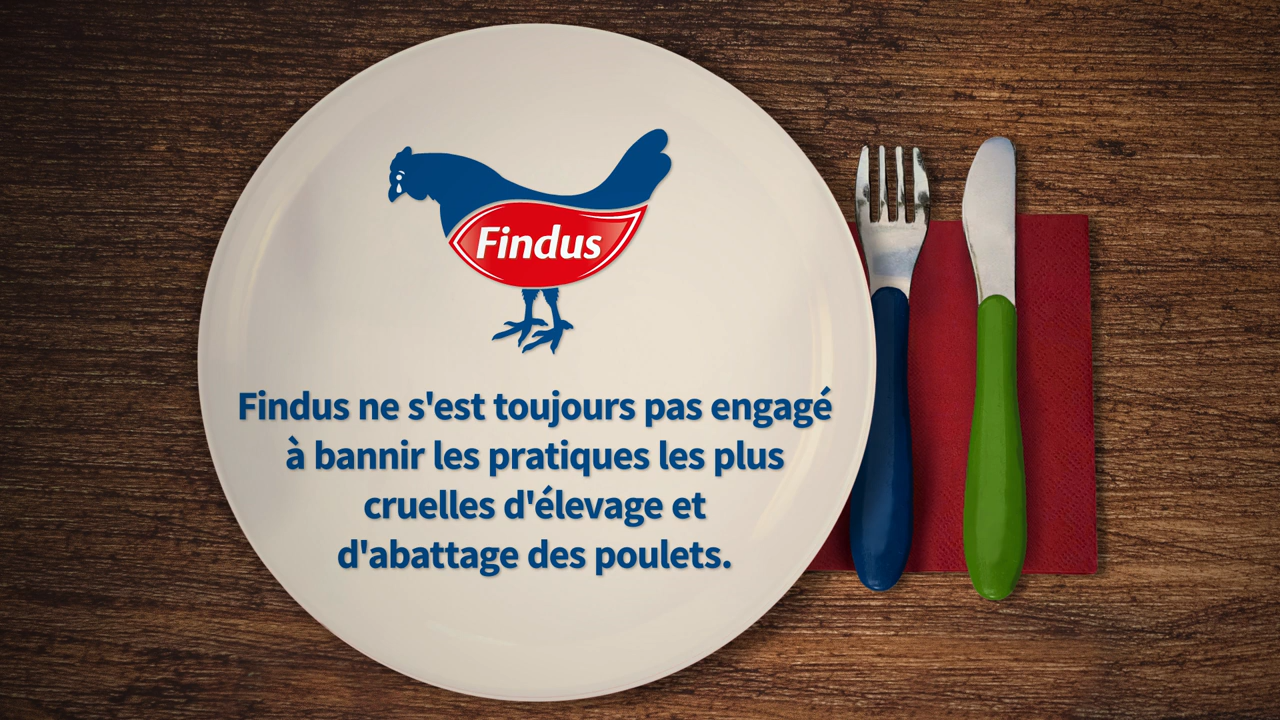 Findus
Findus ne s'est toujours pas engagé
à bannir les pratiques les plus
cruelles d'élevage et
d'abattage des poulets.